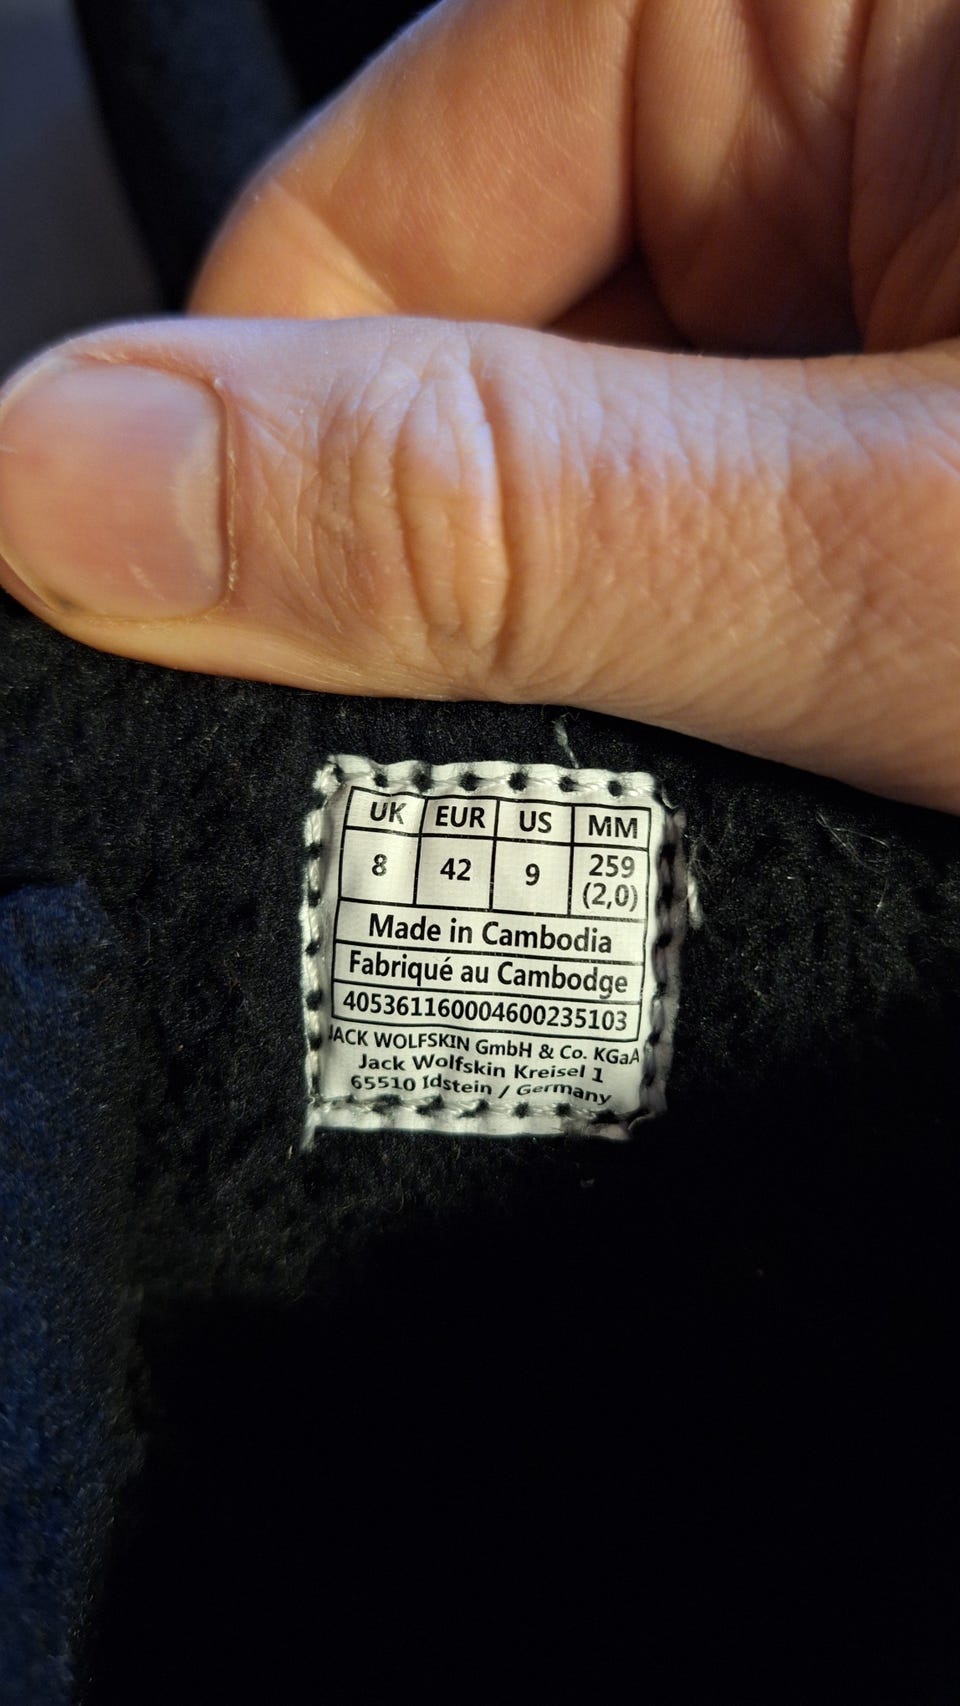 UK EUR US MM
8 42 9 259 (2,0)
Made in Cambodia
Fabriqué au Cambodge
405361160004600235103
JACK WOLFSKIN GmbH & Co. KGaA
Jack Wolfskin Kreisel 1
65510 Idstein / Germany